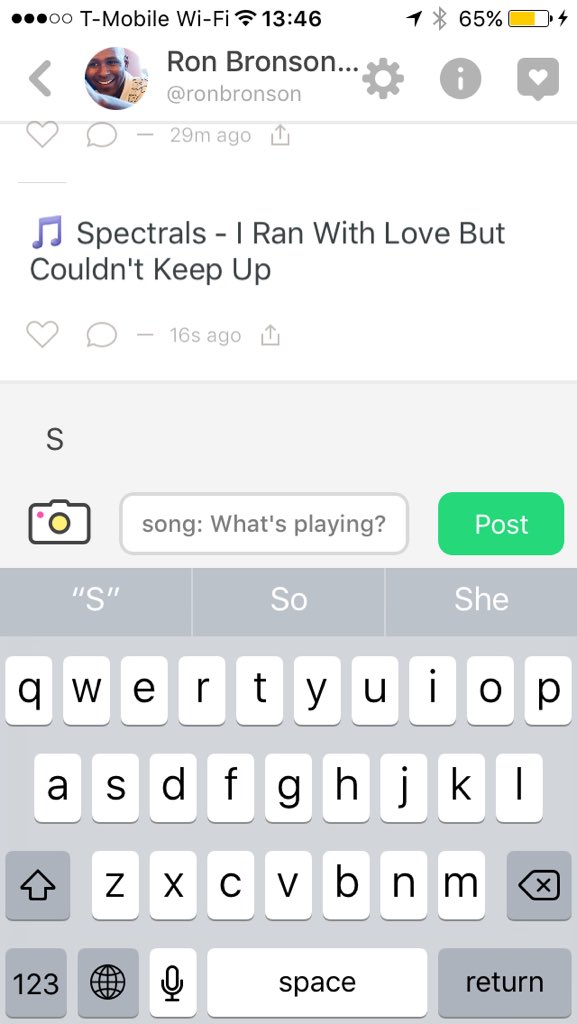 T-Mobile Wi-Fi 13:46 65%
Ron Bronson...
@ronbronson
29m ago
Spectrals - I Ran With Love But
Couldn't Keep Up
16s ago
S
song: What's playing? Post
“S” So She
q w e r t y u i o p
a s d f g h j k l
z x c v b n m
123 space return